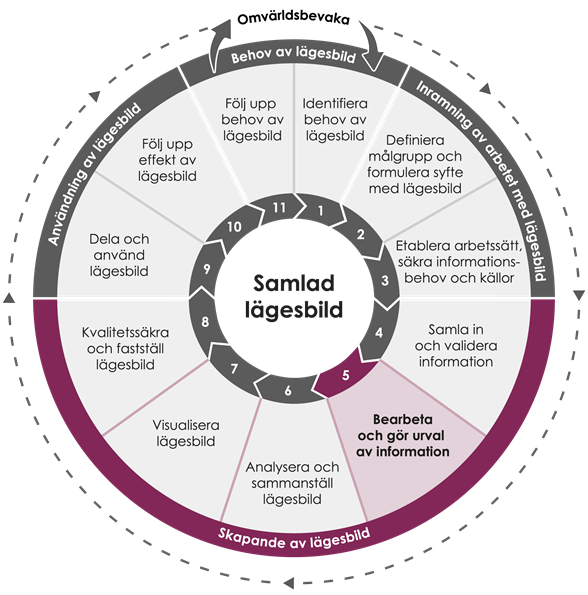 Omvärldsbevaka
Behov av lägesbild
Inramning av arbetet med lägesbild
Skapande av lägesbild
Användning av lägesbild
Samlad
lägesbild
1
Identifiera
behov av
lägesbild
2
Definiera
målgrupp och
formulera syfte
med lägesbild
3
Etablera arbetssätt,
säkra informations-
behov och källor
4
Samla in
och validera
information
5
Bearbeta
och gör urval
av information
6
Analysera och
sammanställ
lägesbild
7
Visualisera
lägesbild
8
Kvalitetssäkra
och fastställ
lägesbild
9
Dela och
använd
lägesbild
10
Följ upp
effekt av
lägesbild
11
Följ upp
behov av
lägesbild